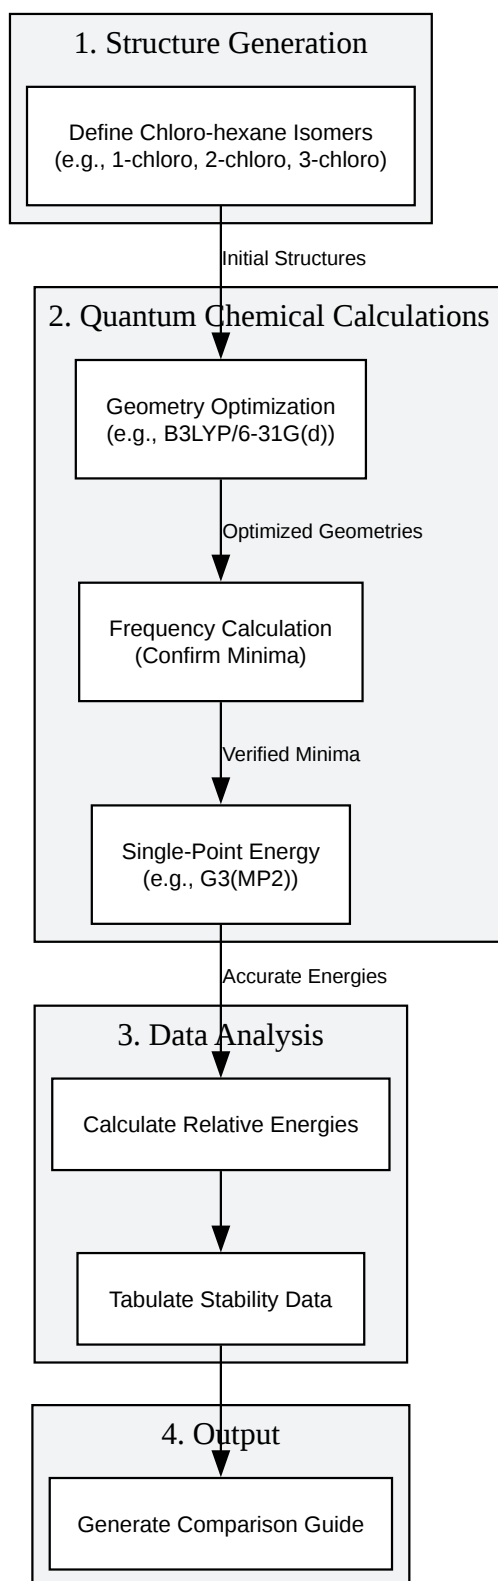 1. Structure Generation
Define Chloro-hexane Isomers
(e.g., 1-chloro, 2-chloro, 3-chloro)
Initial Structures
2. Quantum Chemical Calculations
Geometry Optimization
(e.g., B3LYP/6-31G(d))
Optimized Geometries
Frequency Calculation
(Confirm Minima)
Verified Minima
Single-Point Energy
(e.g., G3(MP2))
Accurate Energies
3. Data Analysis
Calculate Relative Energies
Tabulate Stability Data
4. Output
Generate Comparison Guide